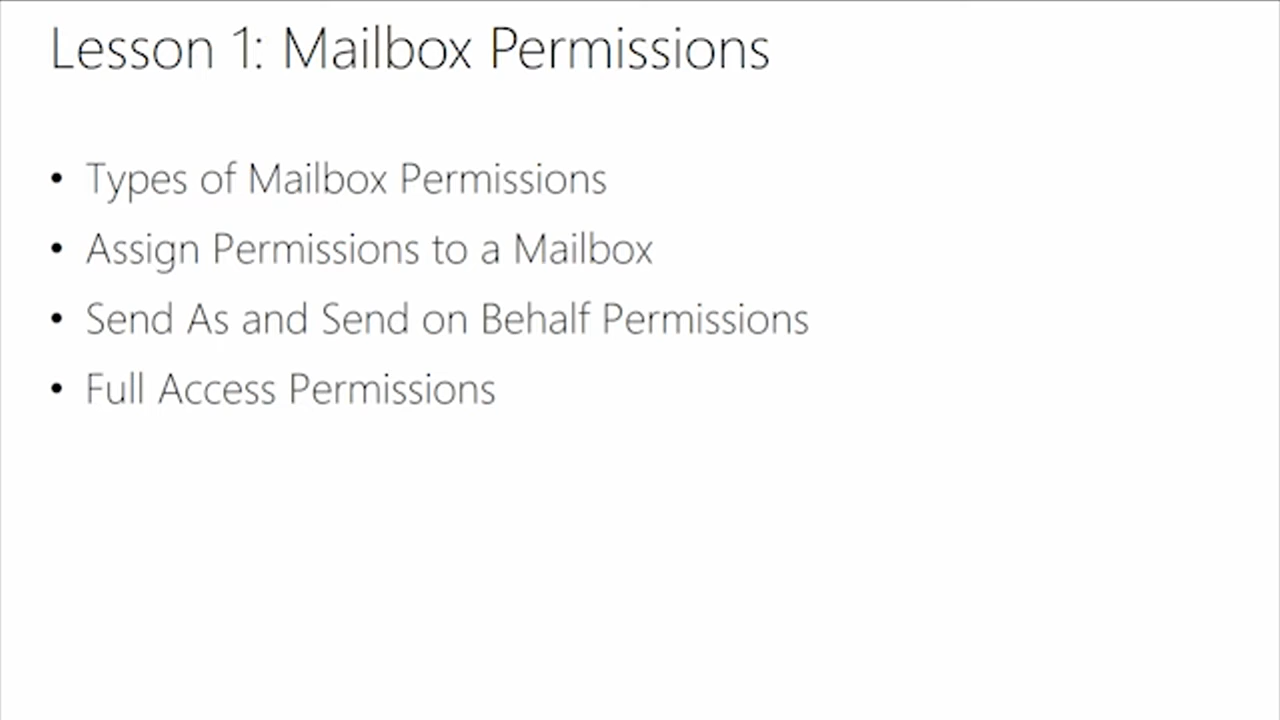 Lesson 1: Mailbox Permissions
• Types of Mailbox Permissions
• Assign Permissions to a Mailbox
• Send As and Send on Behalf Permissions
• Full Access Permissions